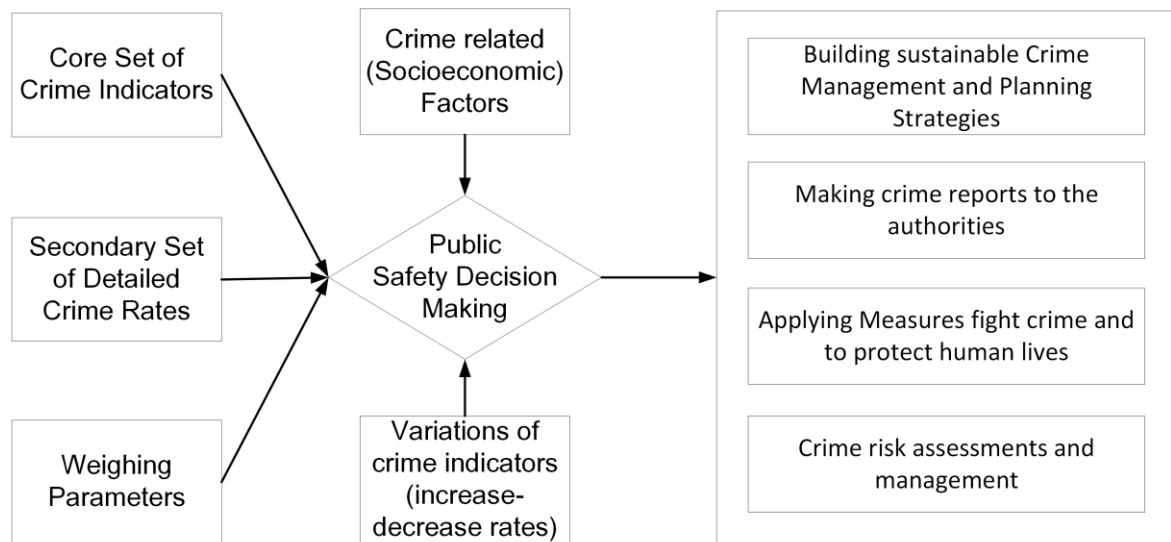 Core Set of
Crime Indicators
Secondary Set
of Detailed
Crime Rates
Weighing
Parameters
Crime related
(Socioeconomic)
Factors
Public
Safety Decision
Making
Variations of
crime indicators
(increase-
decrease rates)
Building sustainable Crime
Management and Planning
Strategies
Making crime reports to the
authorities
Applying Measures fight crime and
to protect human lives
Crime risk assessments and
management